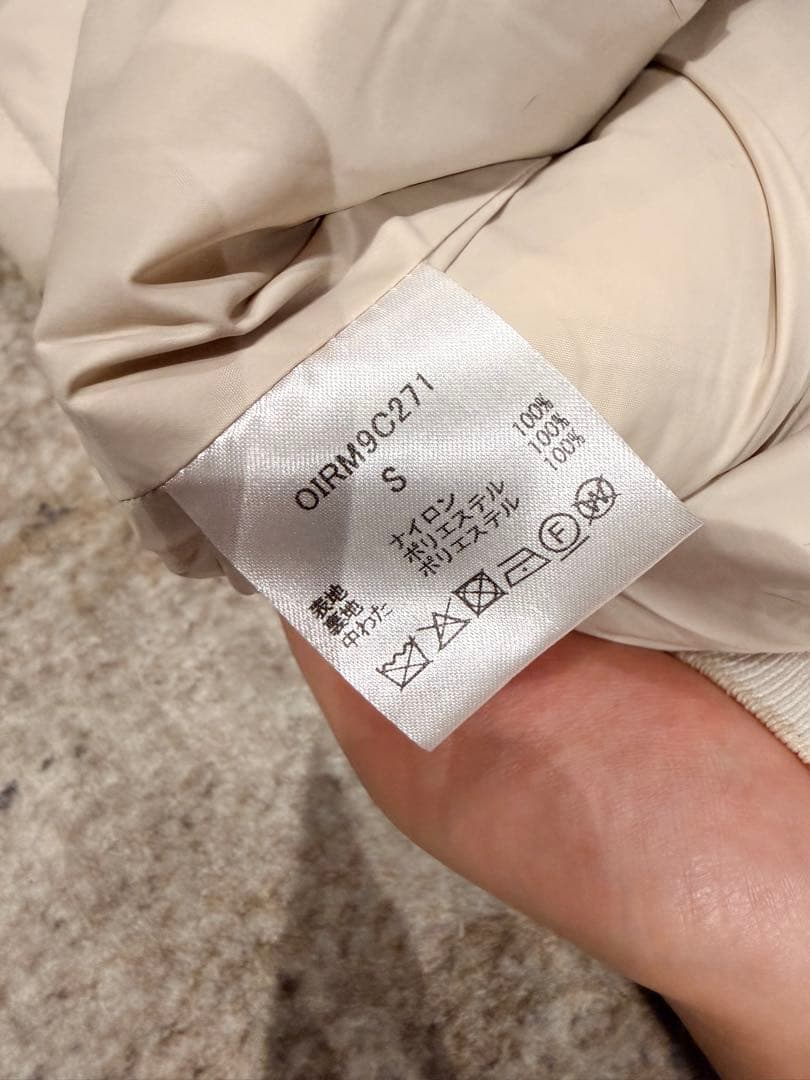 OIRM9C271
S
表地 ナイロン 100%
裏地 ポリエステル 100%
中わた ポリエステル 100%
F W